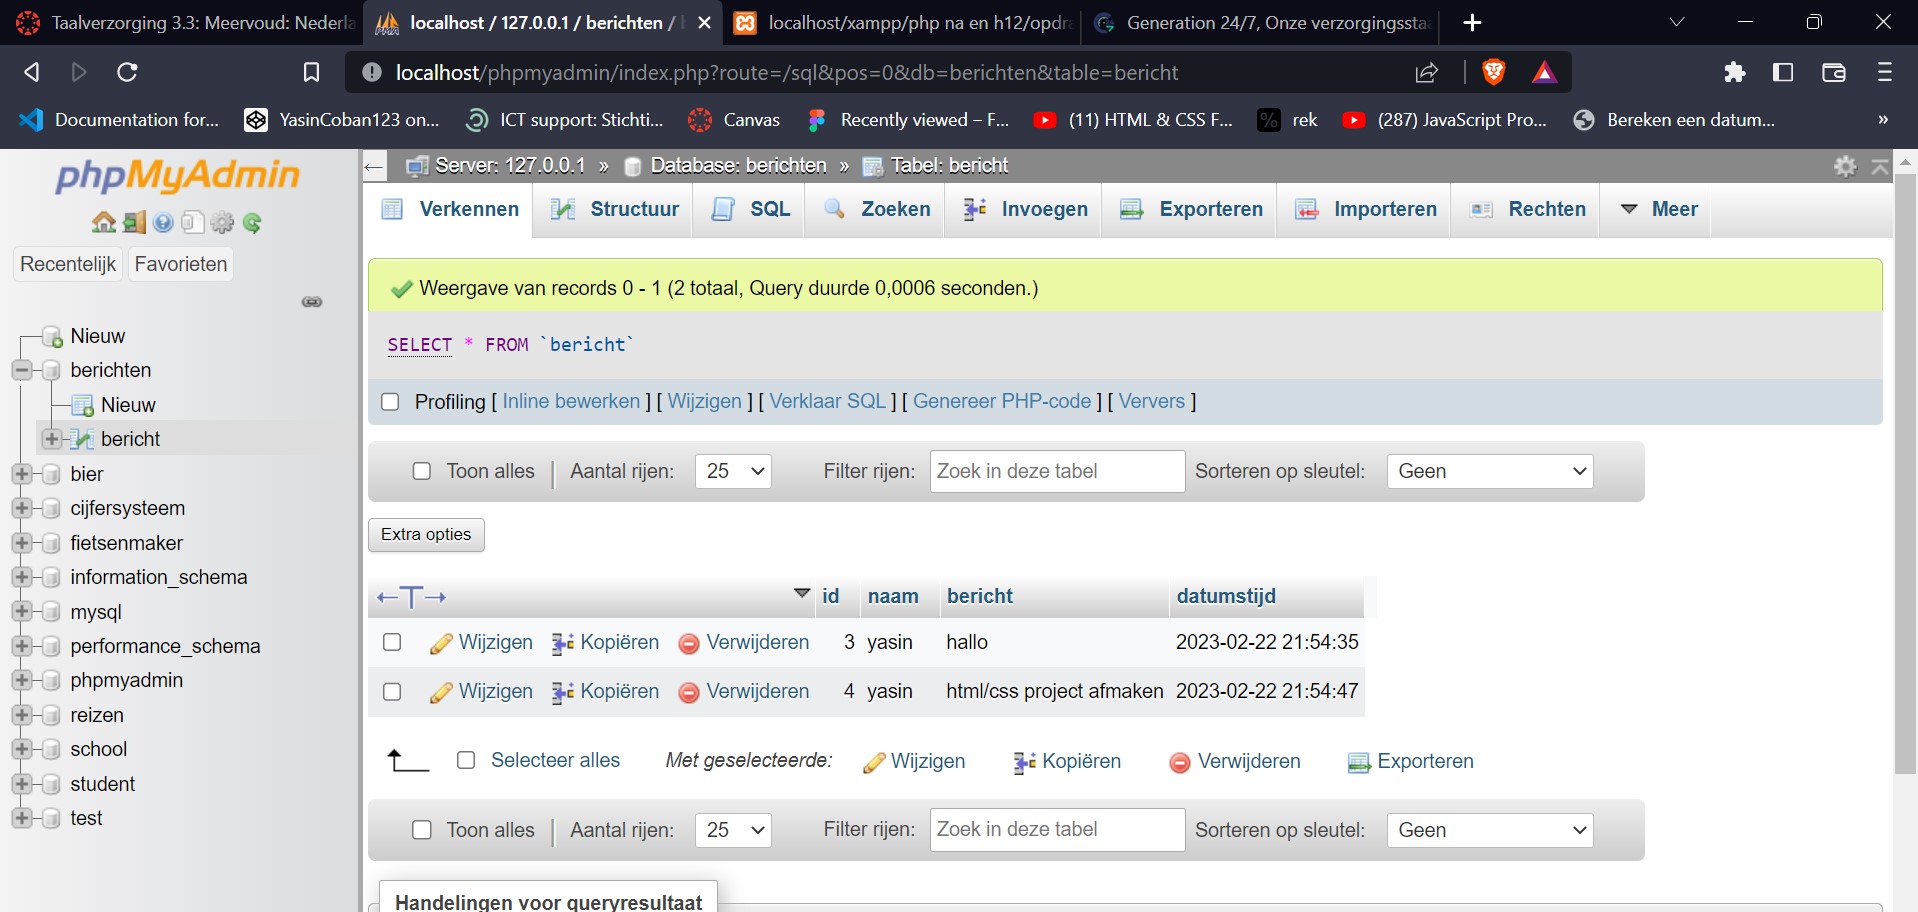 Taalverzorging 3.3: Meervoud: Nederla
localhost / 127.0.0.1 / berichten /
localhost/xampp/php na en h12/opdra
Generation 24/7, Onze verzorgingssta
localhost/phpmyadmin/index.php?route=/sql&pos=0&db=berichten&table=bericht
Documentation for...
YasinCoban123 on...
ICT support: Stichti...
Canvas
Recently viewed – F...
(11) HTML & CSS F...
% rek
(287) JavaScript Pro...
Bereken een datum...
»
phpMyAdmin
Recentelijk
Favorieten
Nieuw
berichten
Nieuw
bericht
bier
cijfersysteem
fietsenmaker
information_schema
mysql
performance_schema
phpmyadmin
reizen
school
student
test
Server: 127.0.0.1 » Database: berichten » Tabel: bericht
Verkennen Structuur SQL Zoeken Invoegen Exporteren Importeren Rechten Meer
Weergave van records 0 - 1 (2 totaal, Query duurde 0,0006 seconden.)
SELECT * FROM `bericht`
Profiling [ Inline bewerken ] [ Wijzigen ] [ Verklaar SQL ] [ Genereer PHP-code ] [ Ververs ]
Toon alles | Aantal rijen: 25 Filter rijen: Zoek in deze tabel Sorteren op sleutel: Geen
Extra opties
←T→ id naam bericht datumstijd
Wijzigen Kopiëren Verwijderen 3 yasin hallo 2023-02-22 21:54:35
Wijzigen Kopiëren Verwijderen 4 yasin html/css project afmaken 2023-02-22 21:54:47
Selecteer alles Met geselecteerde: Wijzigen Kopiëren Verwijderen Exporteren
Toon alles | Aantal rijen: 25 Filter rijen: Zoek in deze tabel Sorteren op sleutel: Geen
Handelingen voor queryresultaat